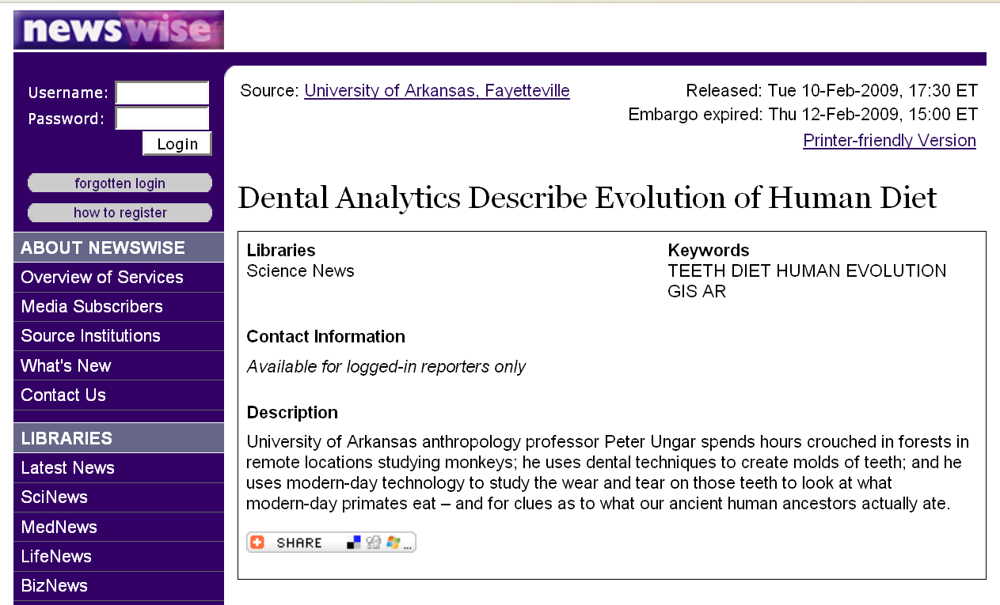 newswise
Username:
Password:
Login
forgotten login
how to register
ABOUT NEWSWISE
Overview of Services
Media Subscribers
Source Institutions
What's New
Contact Us
LIBRARIES
Latest News
SciNews
MedNews
LifeNews
BizNews
Source: University of Arkansas, Fayetteville
Released: Tue 10-Feb-2009, 17:30 ET
Embargo expired: Thu 12-Feb-2009, 15:00 ET
Printer-friendly Version
Dental Analytics Describe Evolution of Human Diet
Libraries
Science News
Keywords
TEETH DIET HUMAN EVOLUTION
GIS AR
Contact Information
Available for logged-in reporters only
Description
University of Arkansas anthropology professor Peter Ungar spends hours crouched in forests in
remote locations studying monkeys; he uses dental techniques to create molds of teeth; and he
uses modern-day technology to study the wear and tear on those teeth to look at what
modern-day primates eat – and for clues as to what our ancient human ancestors actually ate.
SHARE ...